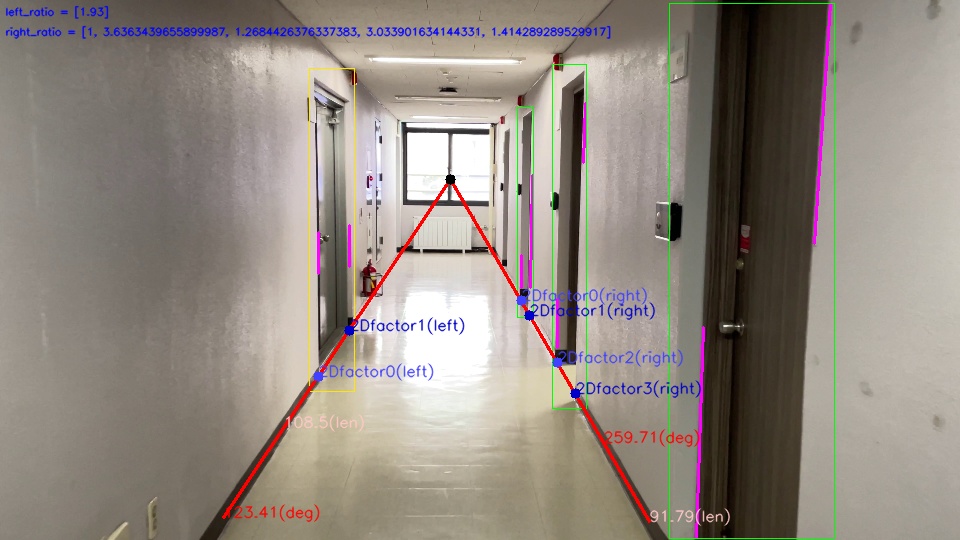 left_ratio = [1.93]
right_ratio = [1, 3.6363439655899987, 1.2684426376337383, 3.033901634144331, 1.414289289529917]
2Dfactor0(right)
2Dfactor1(right)
2Dfactor1(left)
2Dfactor2(right)
2Dfactor0(left)
2Dfactor3(right)
108.5(len)
259.71(deg)
123.41(deg)
91.79(len)